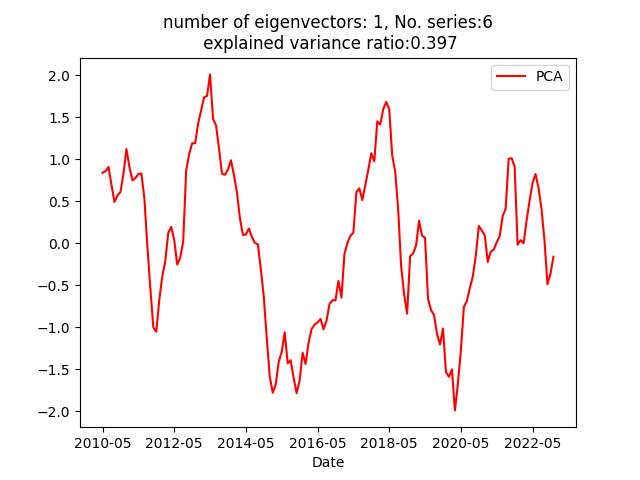 number of eigenvectors: 1, No. series:6
explained variance ratio:0.397
PCA
2.0
1.5
1.0
0.5
0.0
−0.5
−1.0
−1.5
−2.0
2010-05 2012-05 2014-05 2016-05 2018-05 2020-05 2022-05
Date